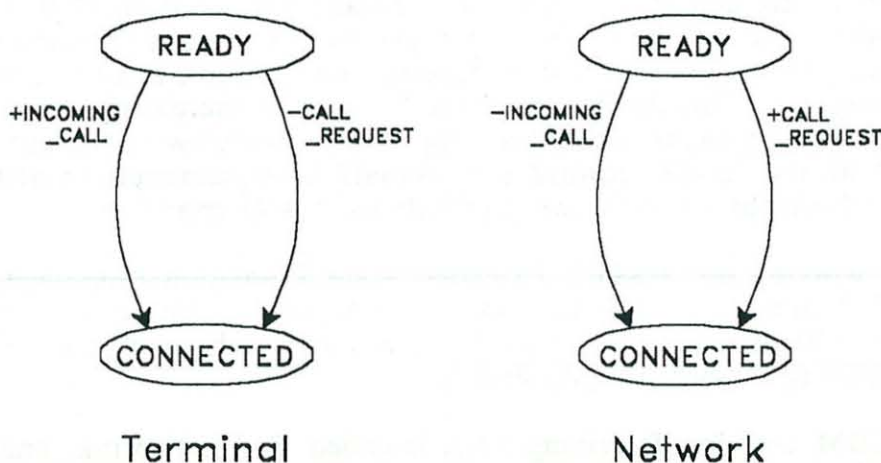 READY
READY
+INCOMING
_CALL
-CALL
_REQUEST
-INCOMING
_CALL
+CALL
_REQUEST
CONNECTED
CONNECTED
Terminal
Network